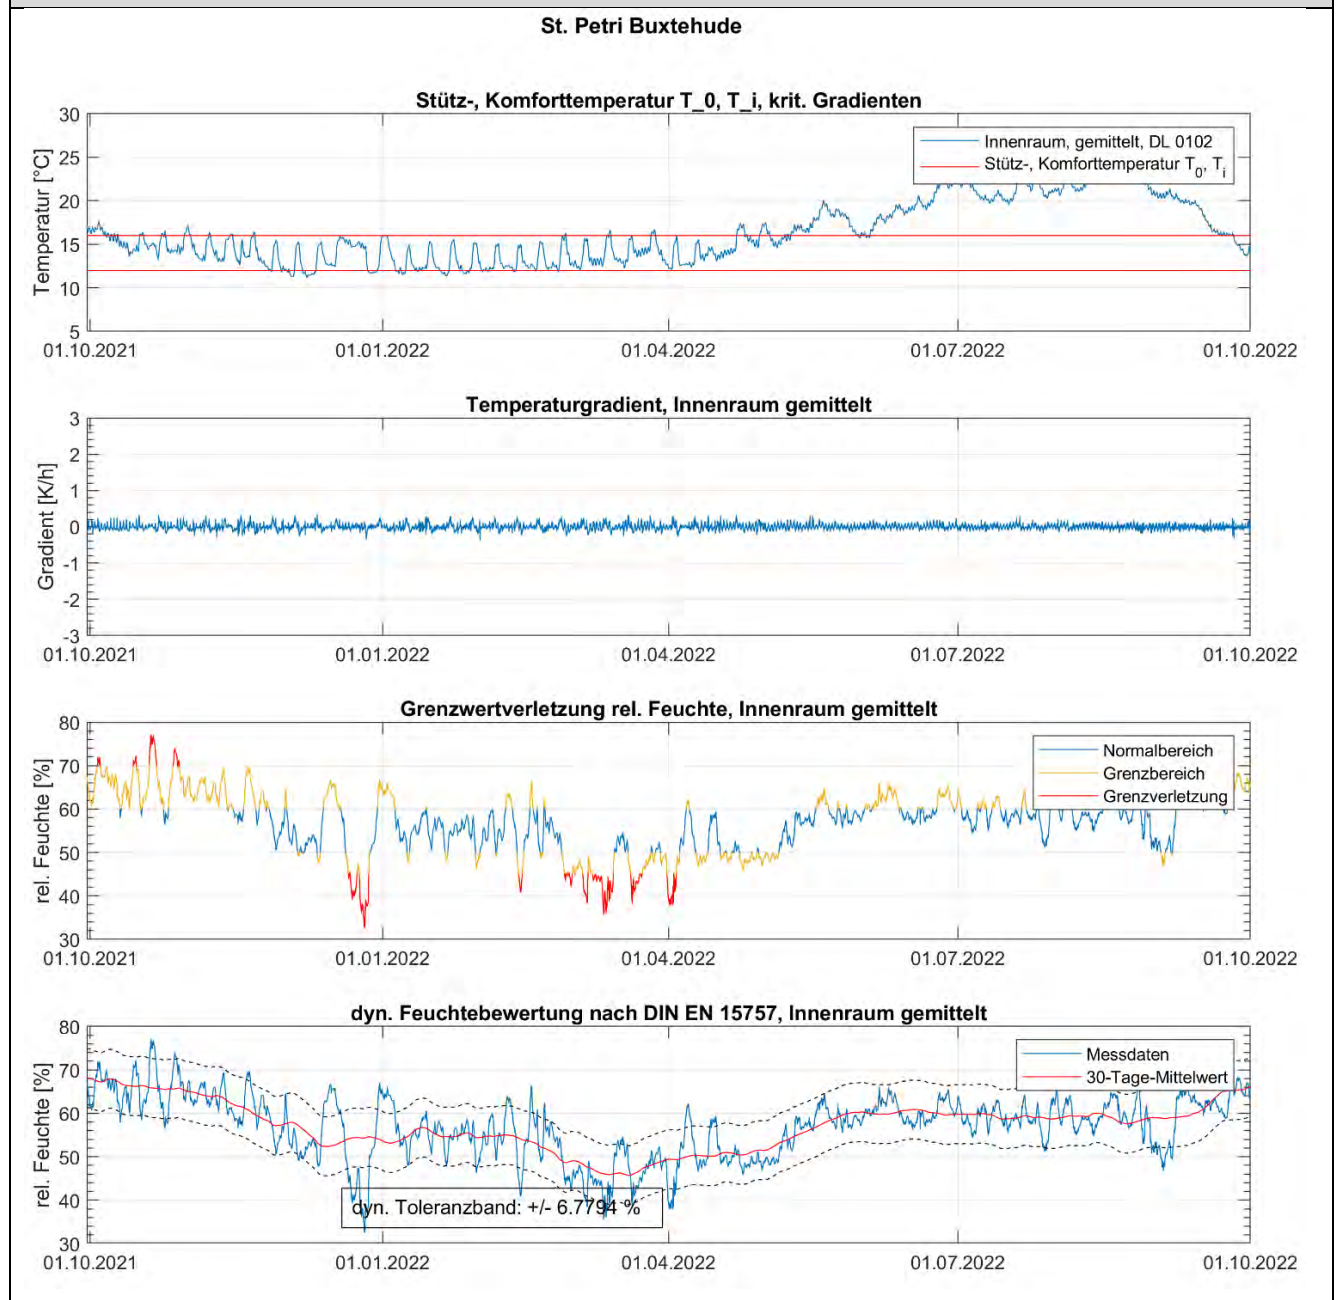 St. Petri Buxtehude
Stütz-, Komforttemperatur T_0, T_i, krit. Gradienten
Temperatur [°C]
30
25
20
15
10
5
Innenraum, gemittelt, DL 0102
Stütz-, Komforttemperatur T0, Ti
01.10.2021 01.01.2022 01.04.2022 01.07.2022 01.10.2022
Temperaturgradient, Innenraum gemittelt
Gradient [K/h]
3
2
1
0
-1
-2
-3
01.10.2021 01.01.2022 01.04.2022 01.07.2022 01.10.2022
Grenzwertverletzung rel. Feuchte, Innenraum gemittelt
rel. Feuchte [%]
80
70
60
50
40
30
Normalbereich
Grenzbereich
Grenzverletzung
01.10.2021 01.01.2022 01.04.2022 01.07.2022 01.10.2022
dyn. Feuchtebewertung nach DIN EN 15757, Innenraum gemittelt
rel. Feuchte [%]
80
70
60
50
40
30
Messdaten
30-Tage-Mittelwert
dyn. Toleranzband: +/- 6.7794 %
01.10.2021 01.01.2022 01.04.2022 01.07.2022 01.10.2022